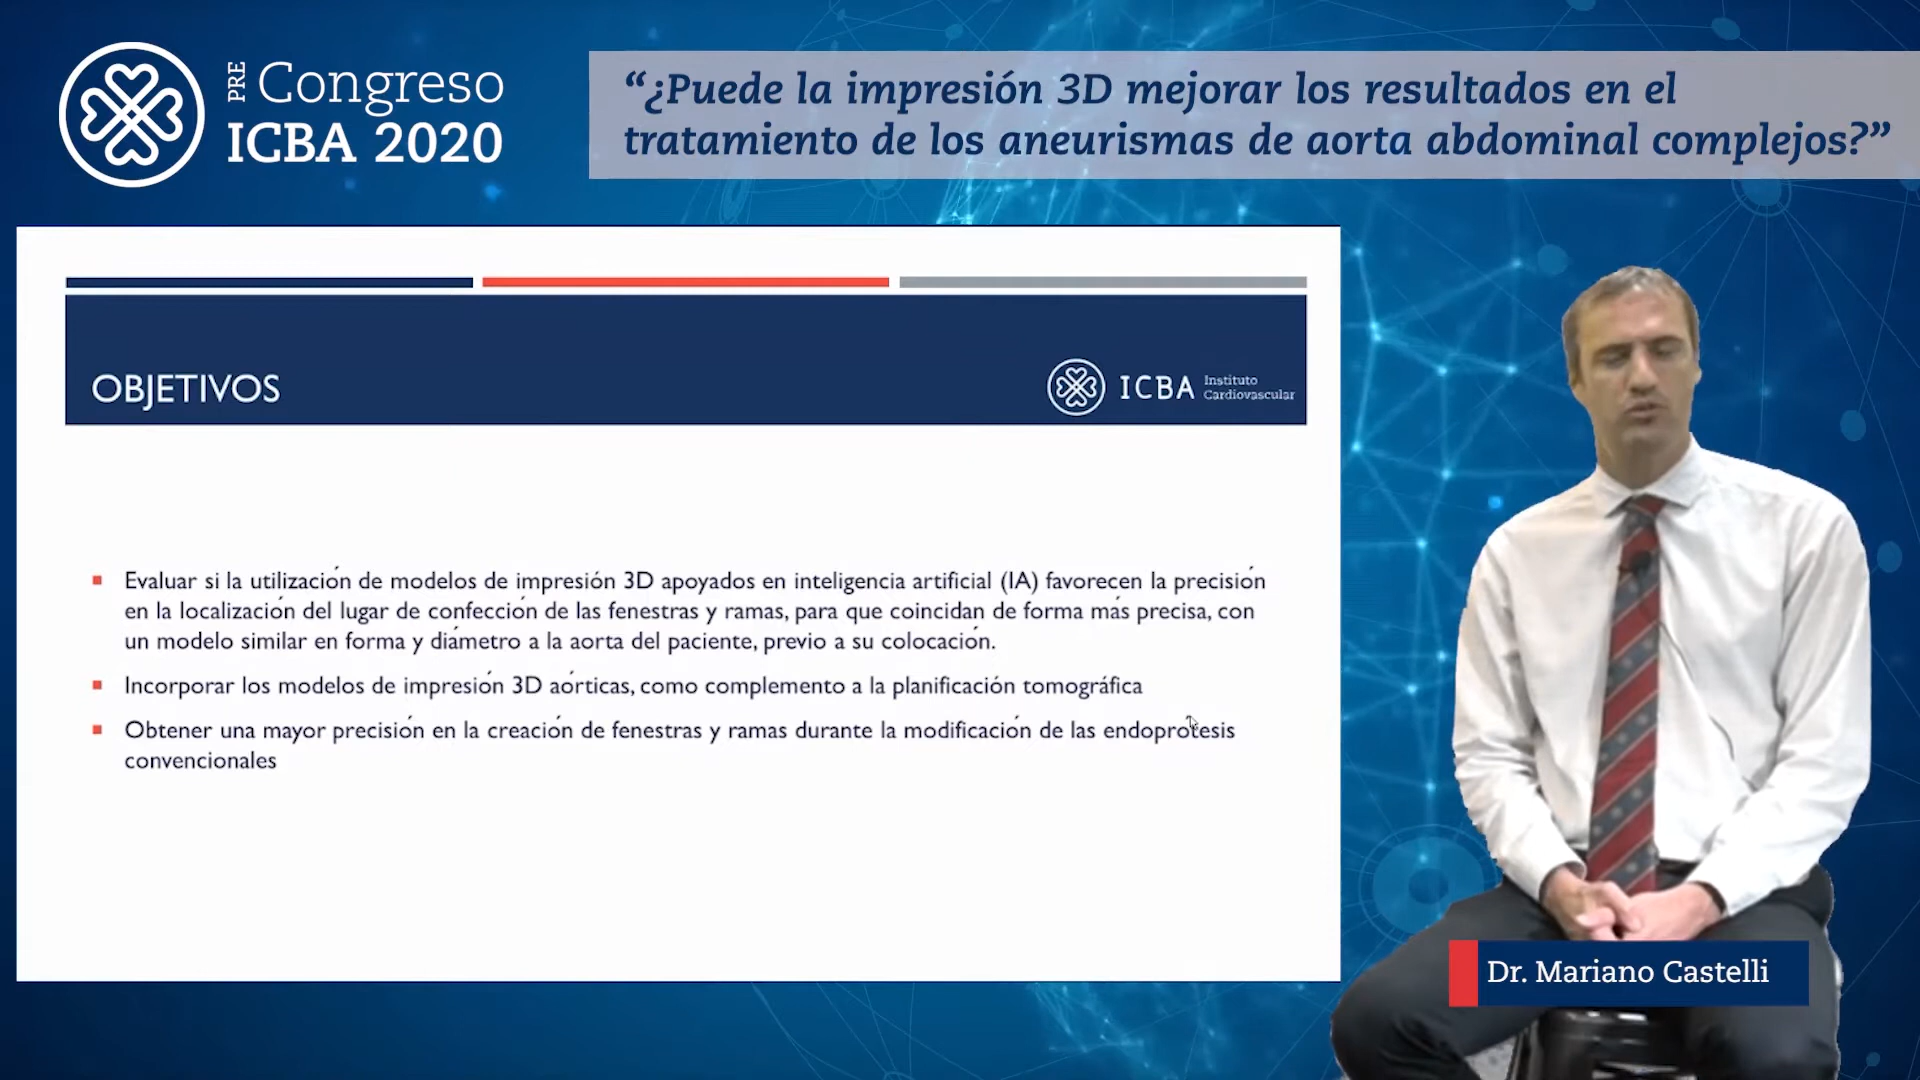 PRE
Congreso
ICBA 2020
“¿Puede la impresión 3D mejorar los resultados en el
tratamiento de los aneurismas de aorta abdominal complejos?”
OBJETIVOS
ICBA Instituto
Cardiovascular
Evaluar si la utilización de modelos de impresión 3D apoyados en inteligencia artificial (IA) favorecen la precisión
en la localización del lugar de confección de las fenestras y ramas, para que coincidan de forma más precisa, con
un modelo similar en forma y diámetro a la aorta del paciente, previo a su colocación.
Incorporar los modelos de impresión 3D aórticas, como complemento a la planificación tomográfica
Obtener una mayor precisión en la creación de fenestras y ramas durante la modificación de las endoprótesis
convencionales
Dr. Mariano Castelli